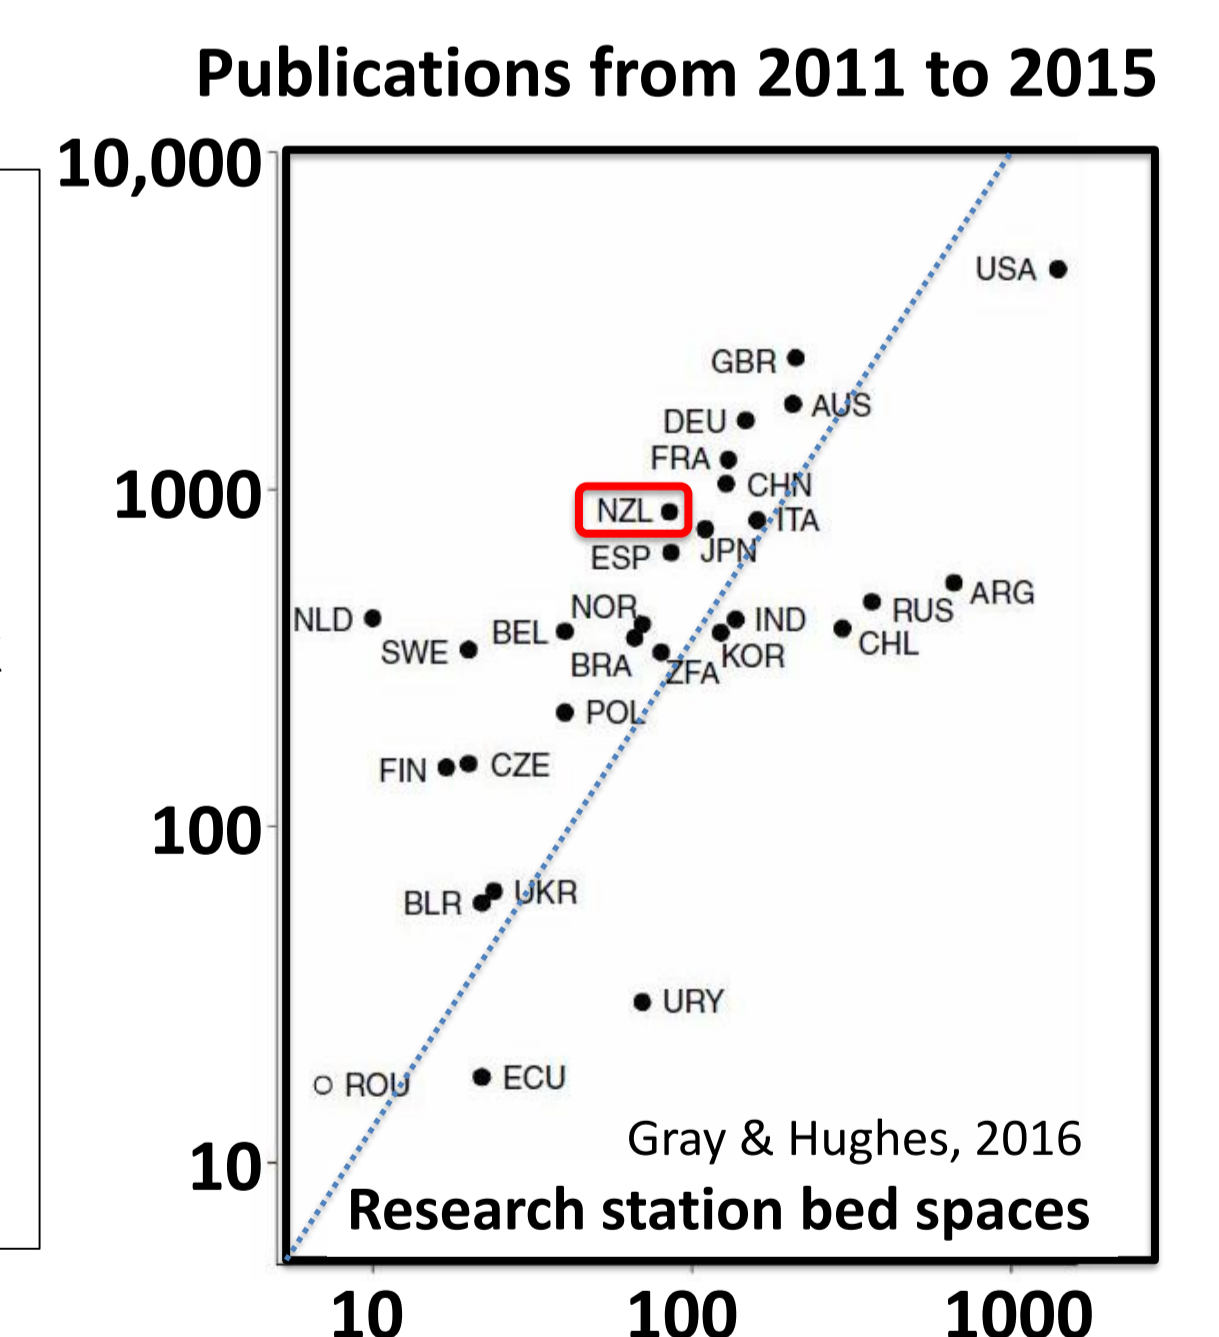 Publications from 2011 to 2015
10,000
USA
GBR
AUS
DEU
FRA
CHN
1000
NZL
ITA
JPN
ESP
ARG
RUS
NOR
NLD
IND
BEL
CHL
SWE
KOR
BRA
ZFA
POL
CZE
FIN
100
UKR
BLR
URY
ECU
ROU
Gray & Hughes, 2016
10
Research station bed spaces
10 100 1000